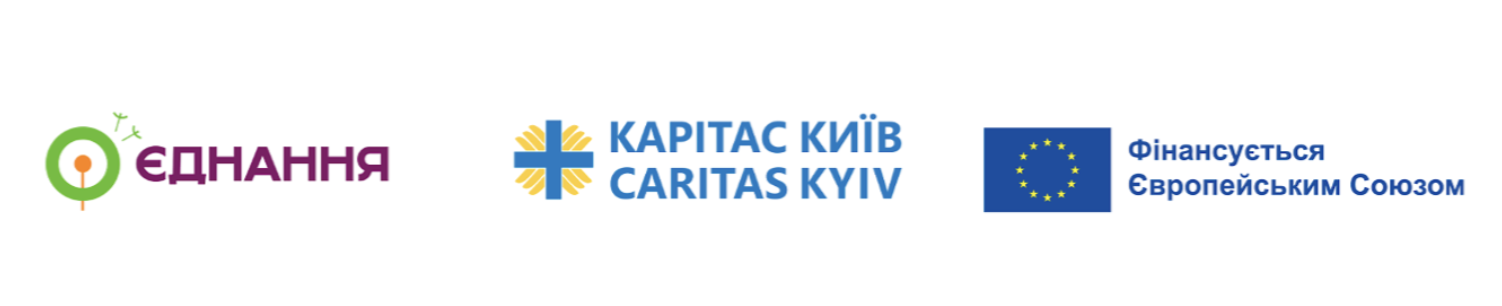 ЄДНАННЯ
КАРІТАС КИЇВ
CARITAS KYIV
Фінансується
Європейським Союзом